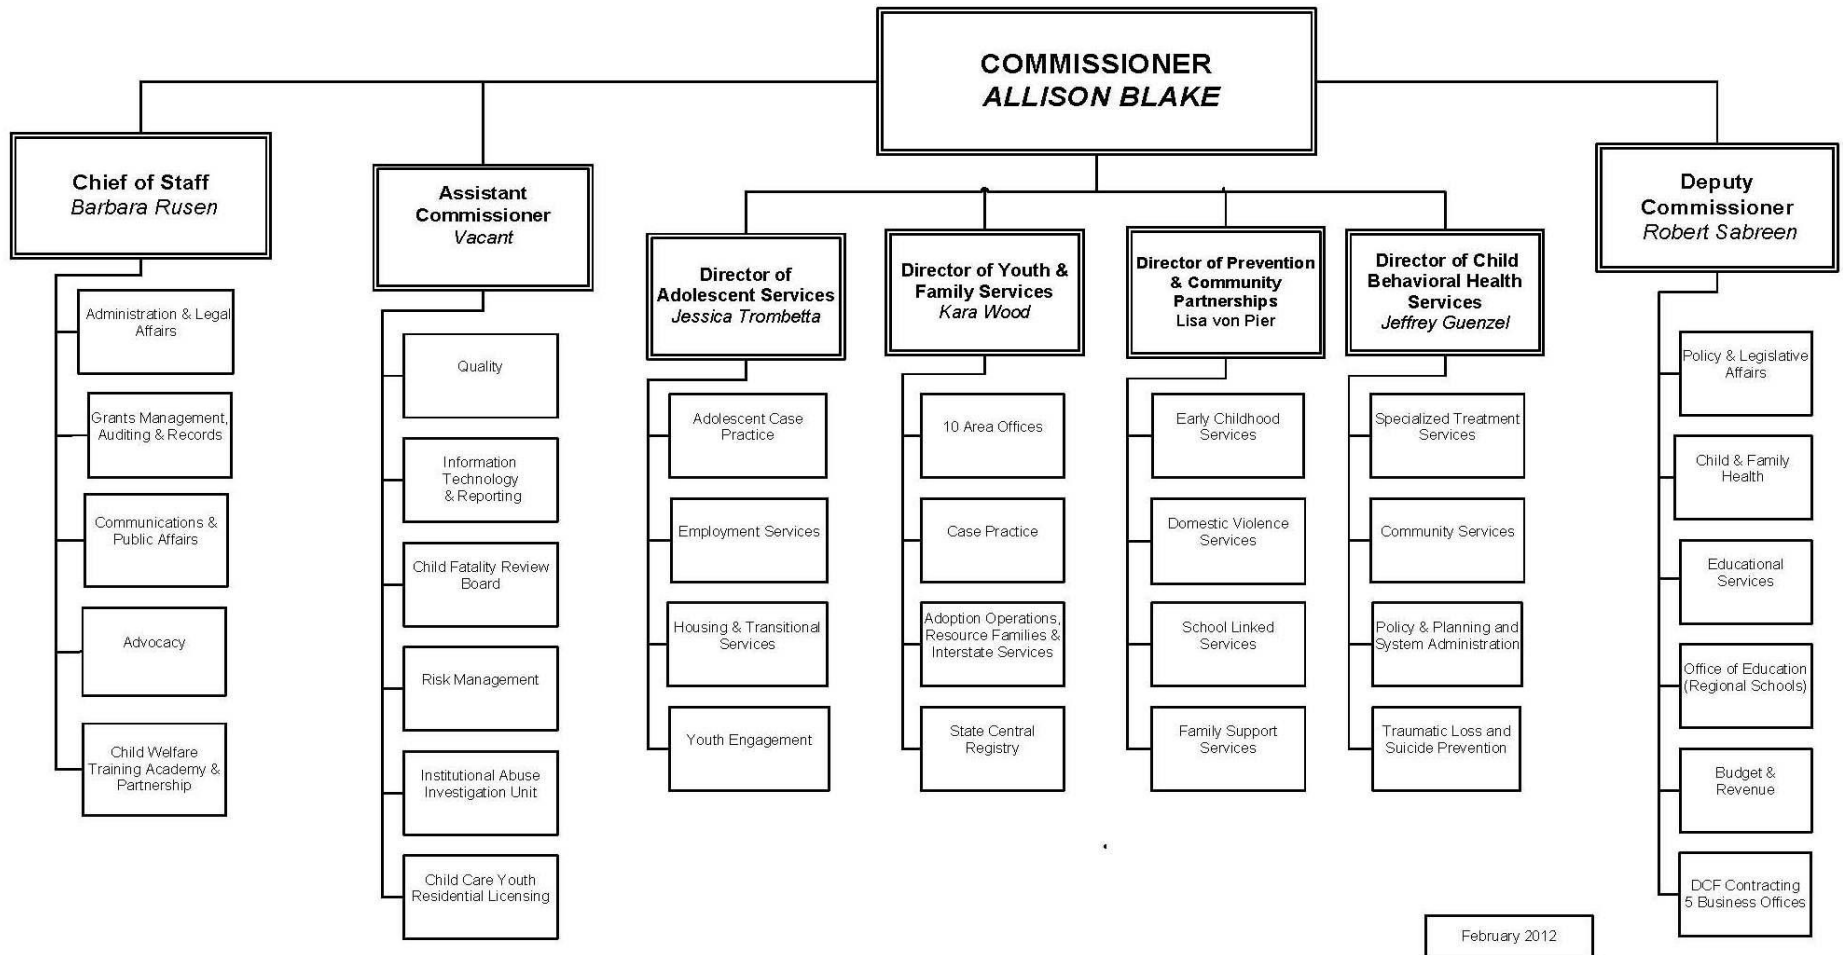 COMMISSIONER
ALLISON BLAKE
Chief of Staff
Barbara Rusen
Administration & Legal
Affairs
Grants Management,
Auditing & Records
Communications &
Public Affairs
Advocacy
Child Welfare
Training Academy &
Partnership
Assistant
Commissioner
Vacant
Quality
Information
Technology
& Reporting
Child Fatality Review
Board
Risk Management
Institutional Abuse
Investigation Unit
Child Care Youth
Residential Licensing
Director of
Adolescent Services
Jessica Trombetta
Adolescent Case
Practice
Employment Services
Housing & Transitional
Services
Youth Engagement
Director of Youth &
Family Services
Kara Wood
10 Area Offices
Case Practice
Adoption Operations,
Resource Families &
Interstate Services
State Central
Registry
Director of Prevention
& Community
Partnerships
Lisa von Pier
Early Childhood
Services
Domestic Violence
Services
School Linked
Services
Family Support
Services
Director of Child
Behavioral Health
Services
Jeffrey Guenzel
Specialized Treatment
Services
Community Services
Policy & Planning and
System Administration
Traumatic Loss and
Suicide Prevention
Deputy
Commissioner
Robert Sabreen
Policy & Legislative
Affairs
Child & Family
Health
Educational
Services
Office of Education
(Regional Schools)
Budget &
Revenue
DCF Contracting
5 Business Offices
February 2012